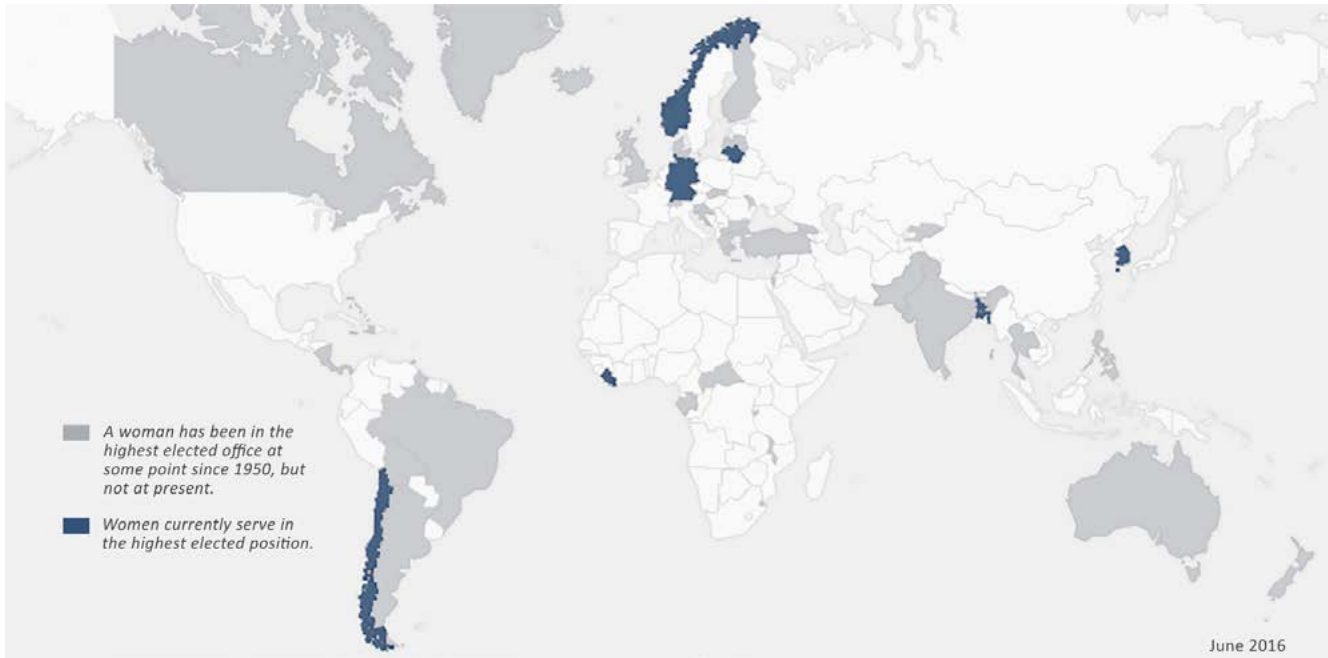 A woman has been in the
highest elected office at
some point since 1950, but
not at present.
Women currently serve in
the highest elected position.
June 2016